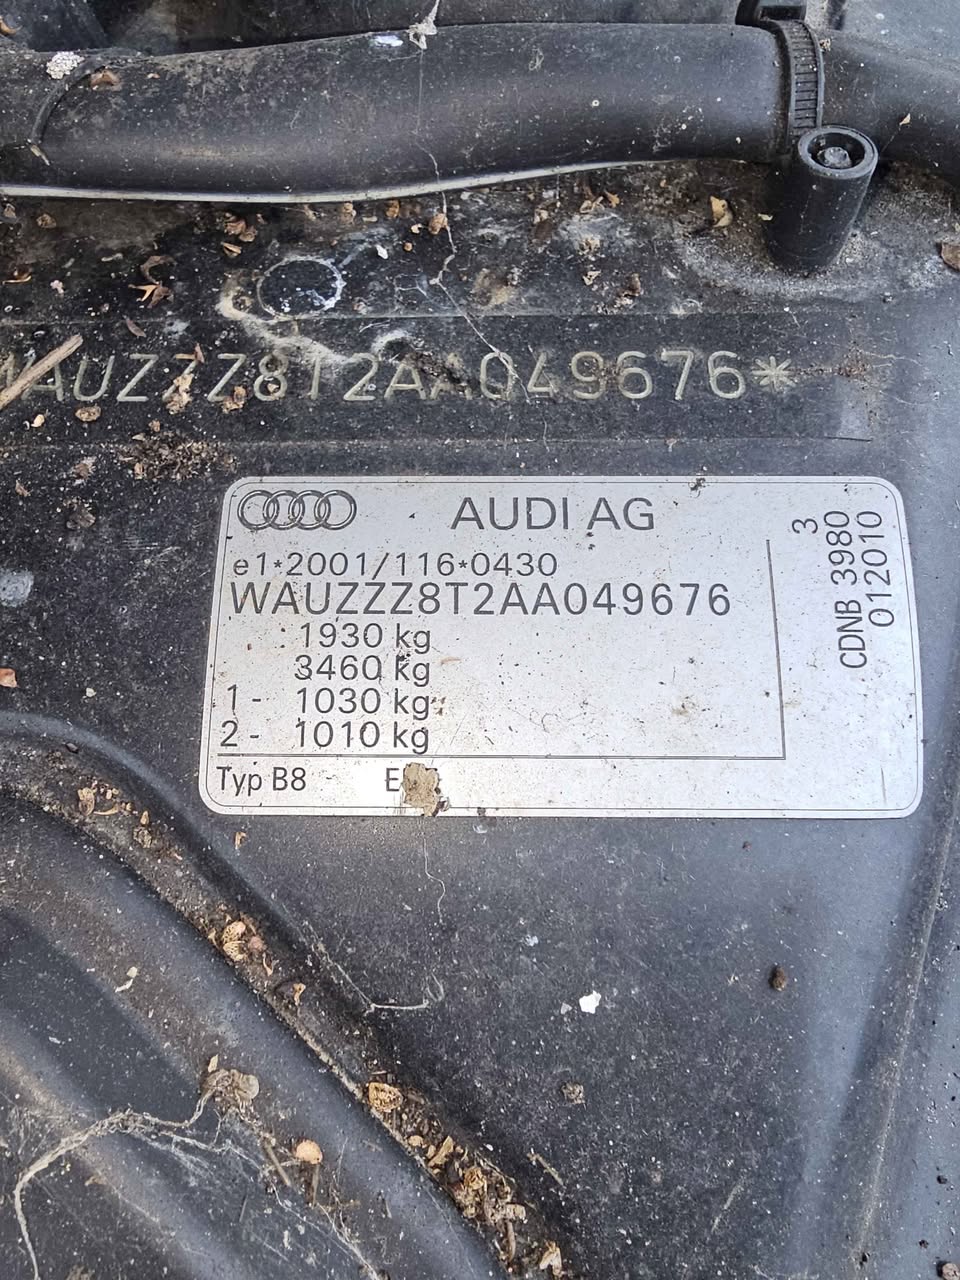 WAUZZZ8T2AA049676*
AUDI AG
e1*2001/116*0430
WAUZZZ8T2AA049676
1930 kg
3460 kg
1 - 1030 kg
2 - 1010 kg
Typ B8
3
CDNB 3980
012010